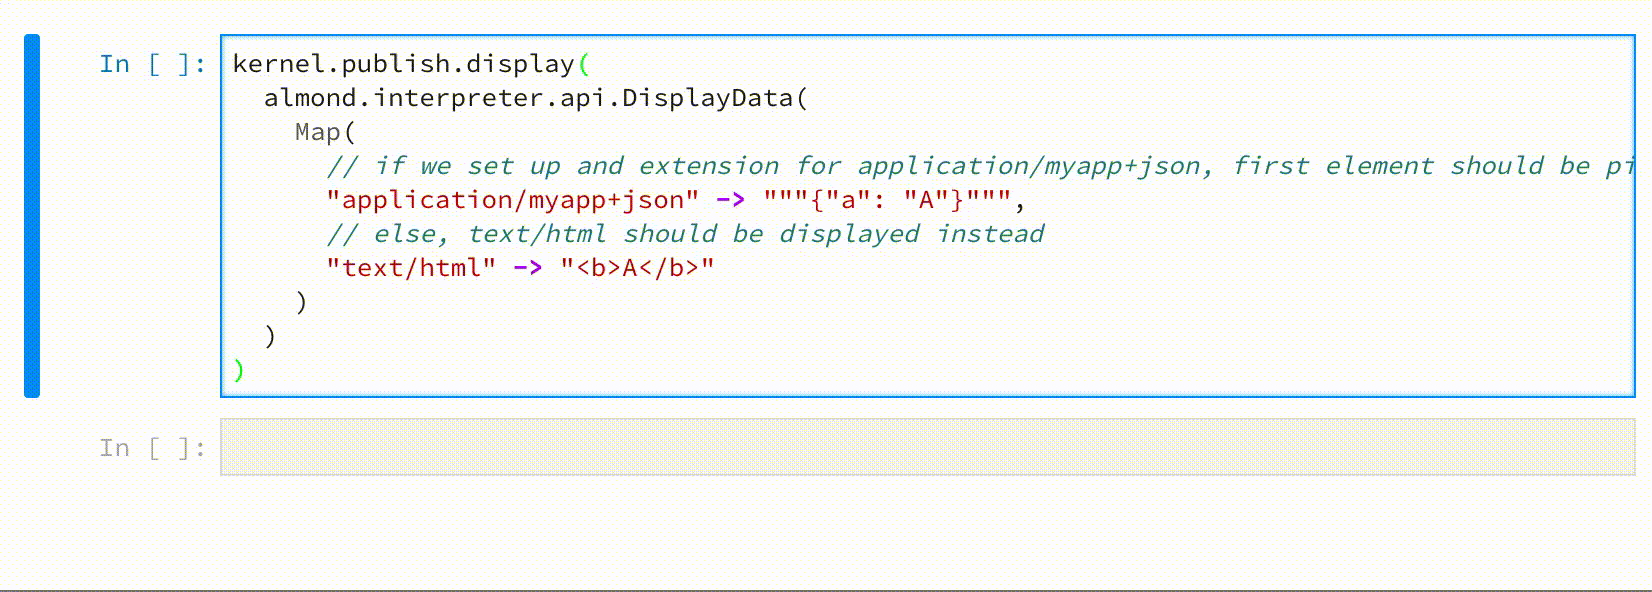 In [ ]: kernel.publish.display(
almond.interpreter.api.DisplayData(
Map(
// if we set up and extension for application/myapp+json, first element should be pi
"application/myapp+json" -> """{"a": "A"}""",
// else, text/html should be displayed instead
"text/html" -> "<b>A</b>"
)
)
)
In [ ]: